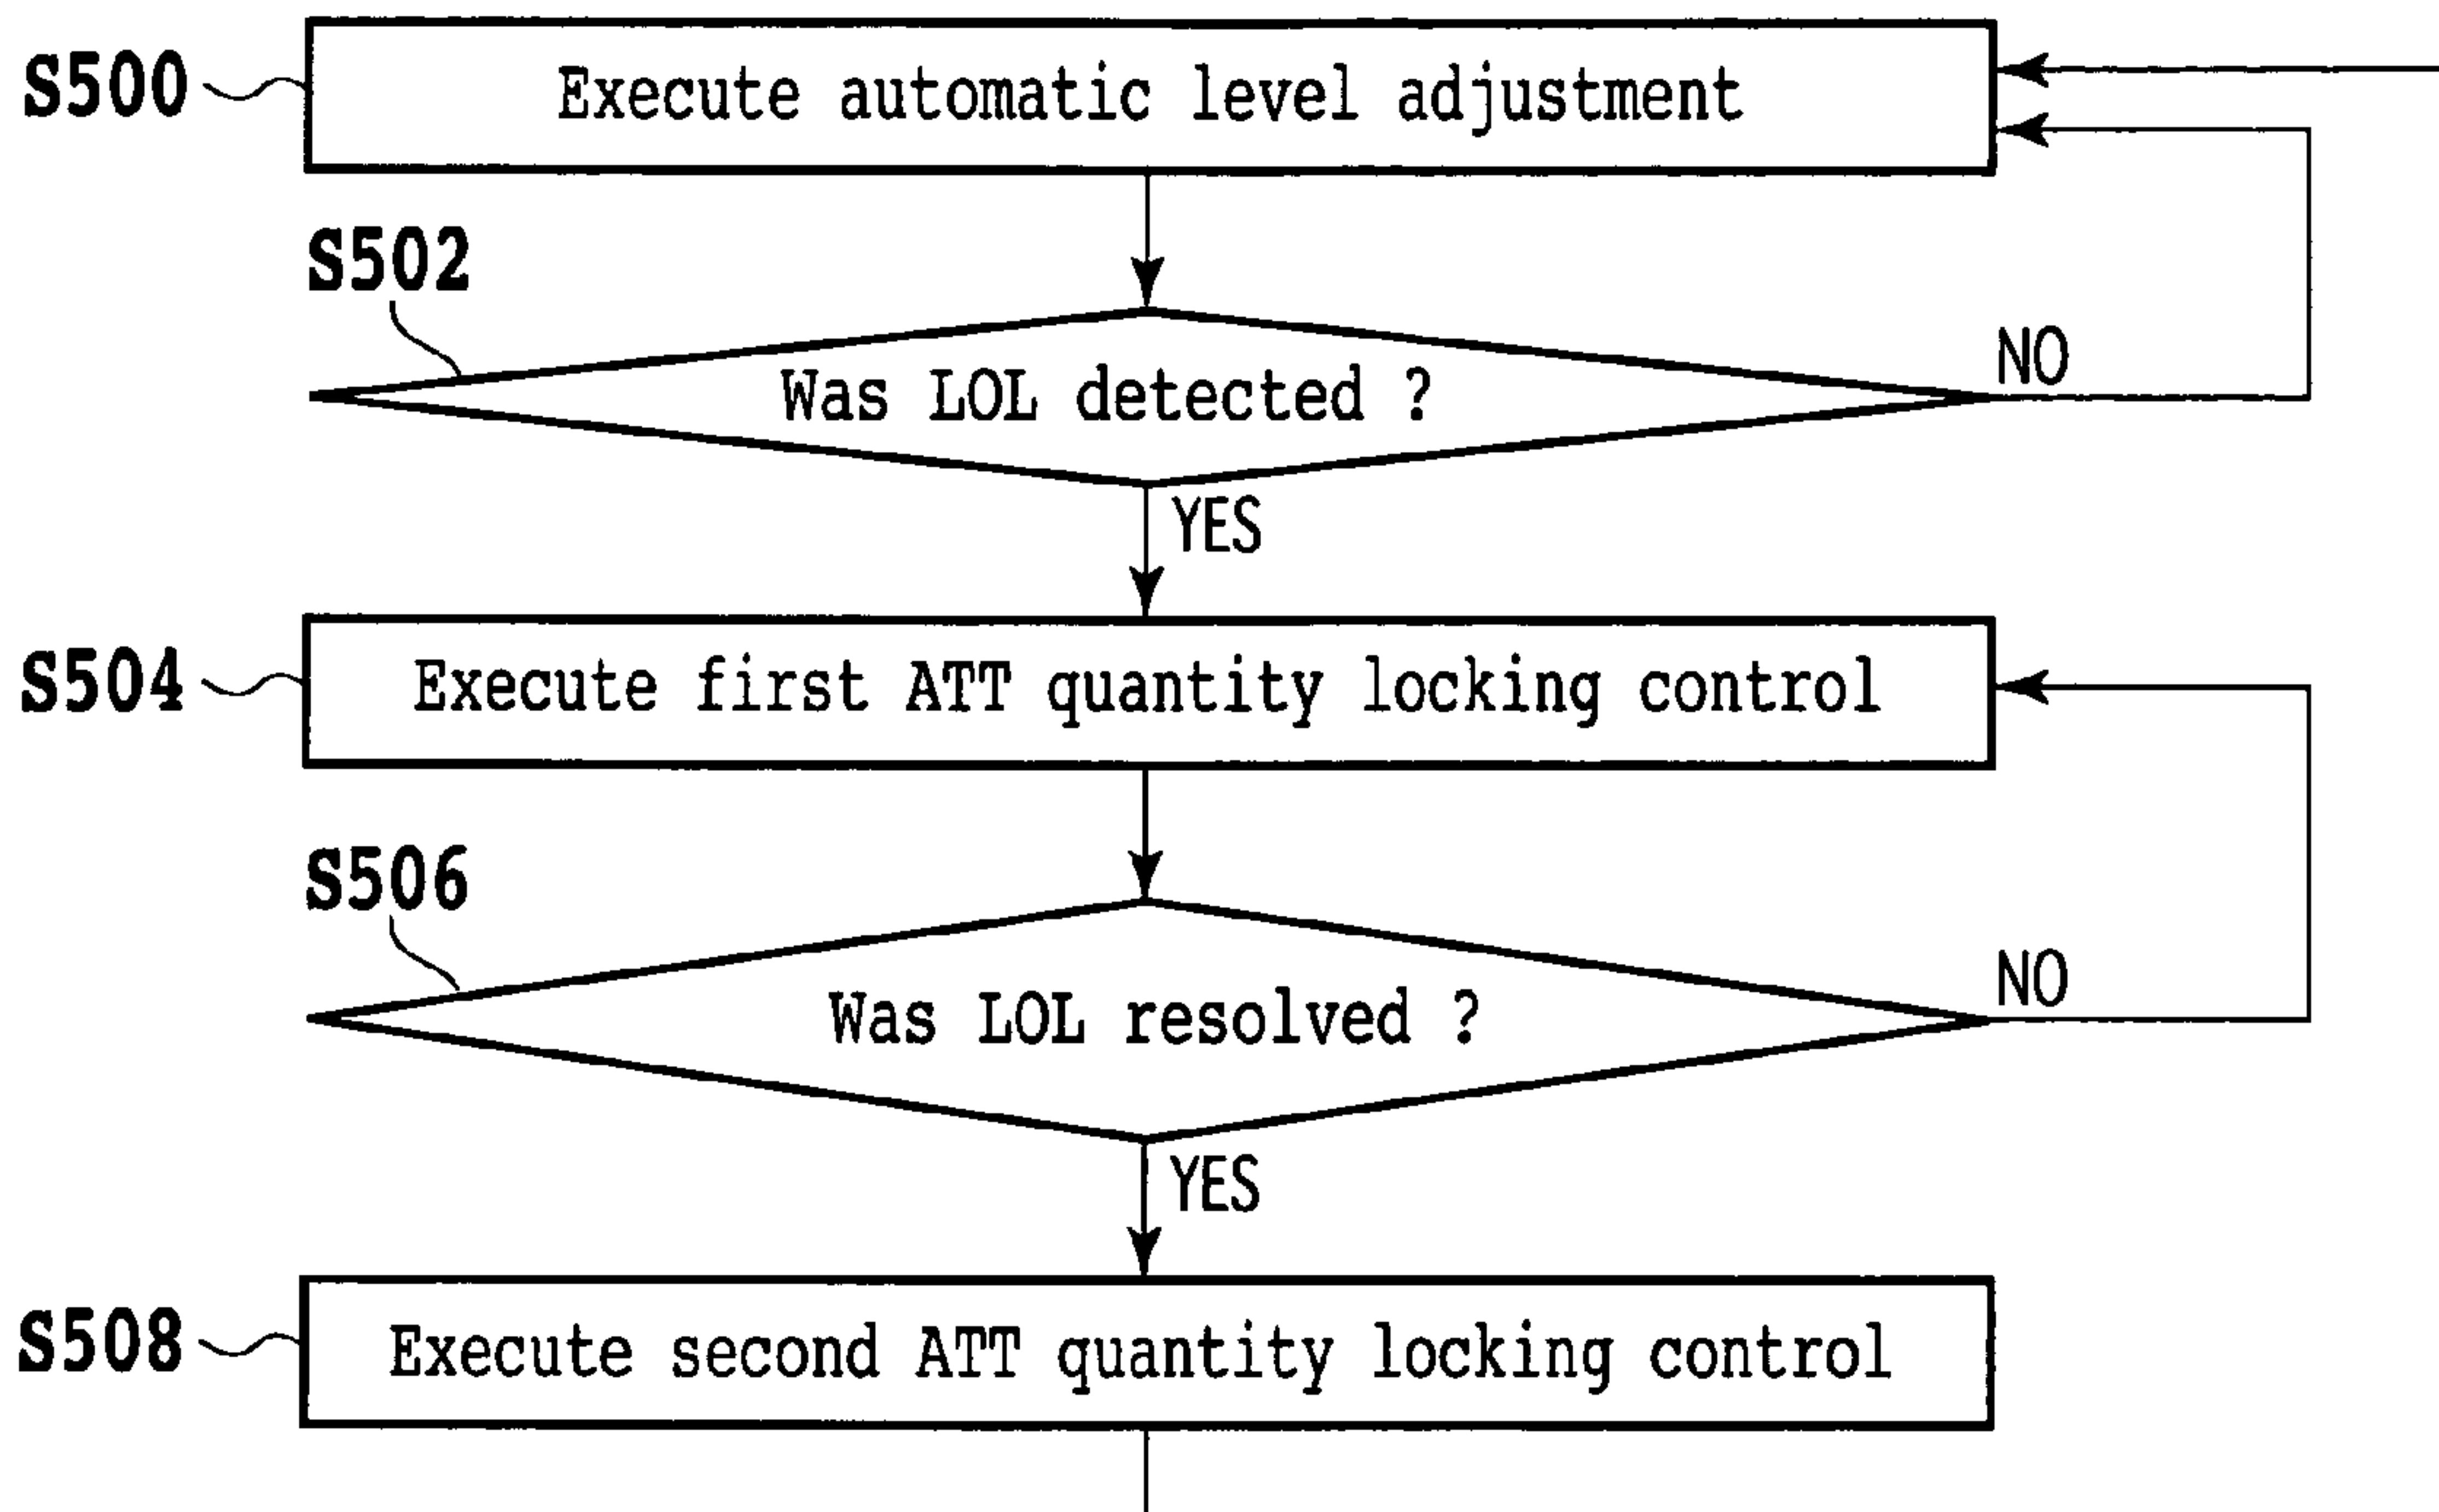 S500
Execute automatic level adjustment
S502
Was LOL detected ?
NO
YES
S504
Execute first ATT quantity locking control
S506
Was LOL resolved ?
NO
YES
S508
Execute second ATT quantity locking control